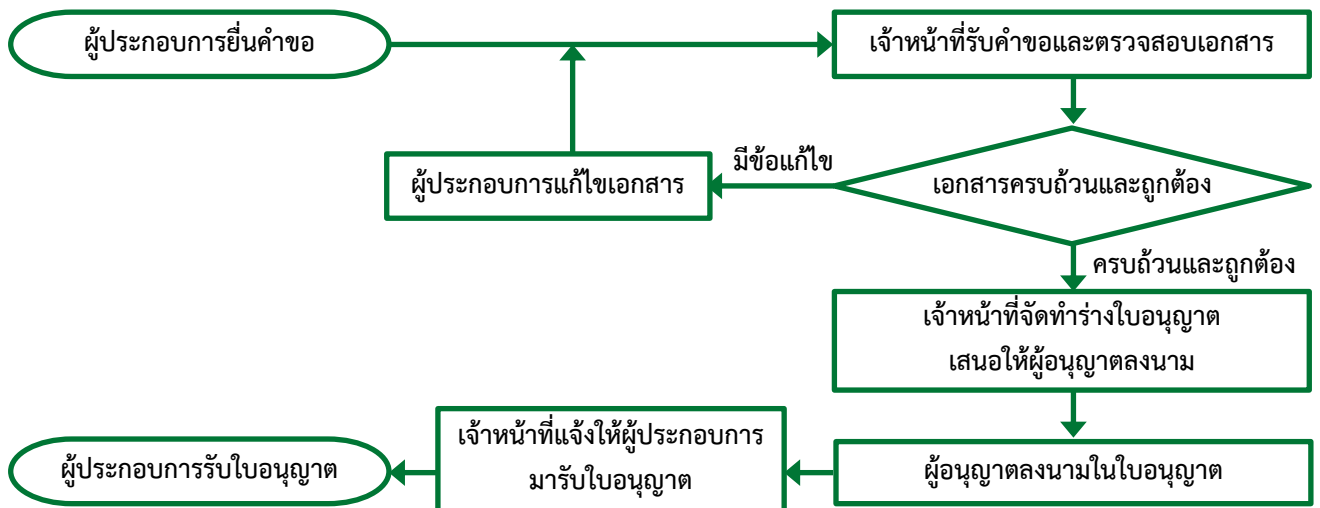 ผู้ประกอบการยื่นคำขอ
เจ้าหน้าที่รับคำขอและตรวจสอบเอกสาร
มีข้อแก้ไข
ผู้ประกอบการแก้ไขเอกสาร
เอกสารครบถ้วนและถูกต้อง
ครบถ้วนและถูกต้อง
เจ้าหน้าที่จัดทำร่างใบอนุญาต
เสนอให้ผู้อนุญาตลงนาม
ผู้อนุญาตลงนามในใบอนุญาต
เจ้าหน้าที่แจ้งให้ผู้ประกอบการ
มารับใบอนุญาต
ผู้ประกอบการรับใบอนุญาต